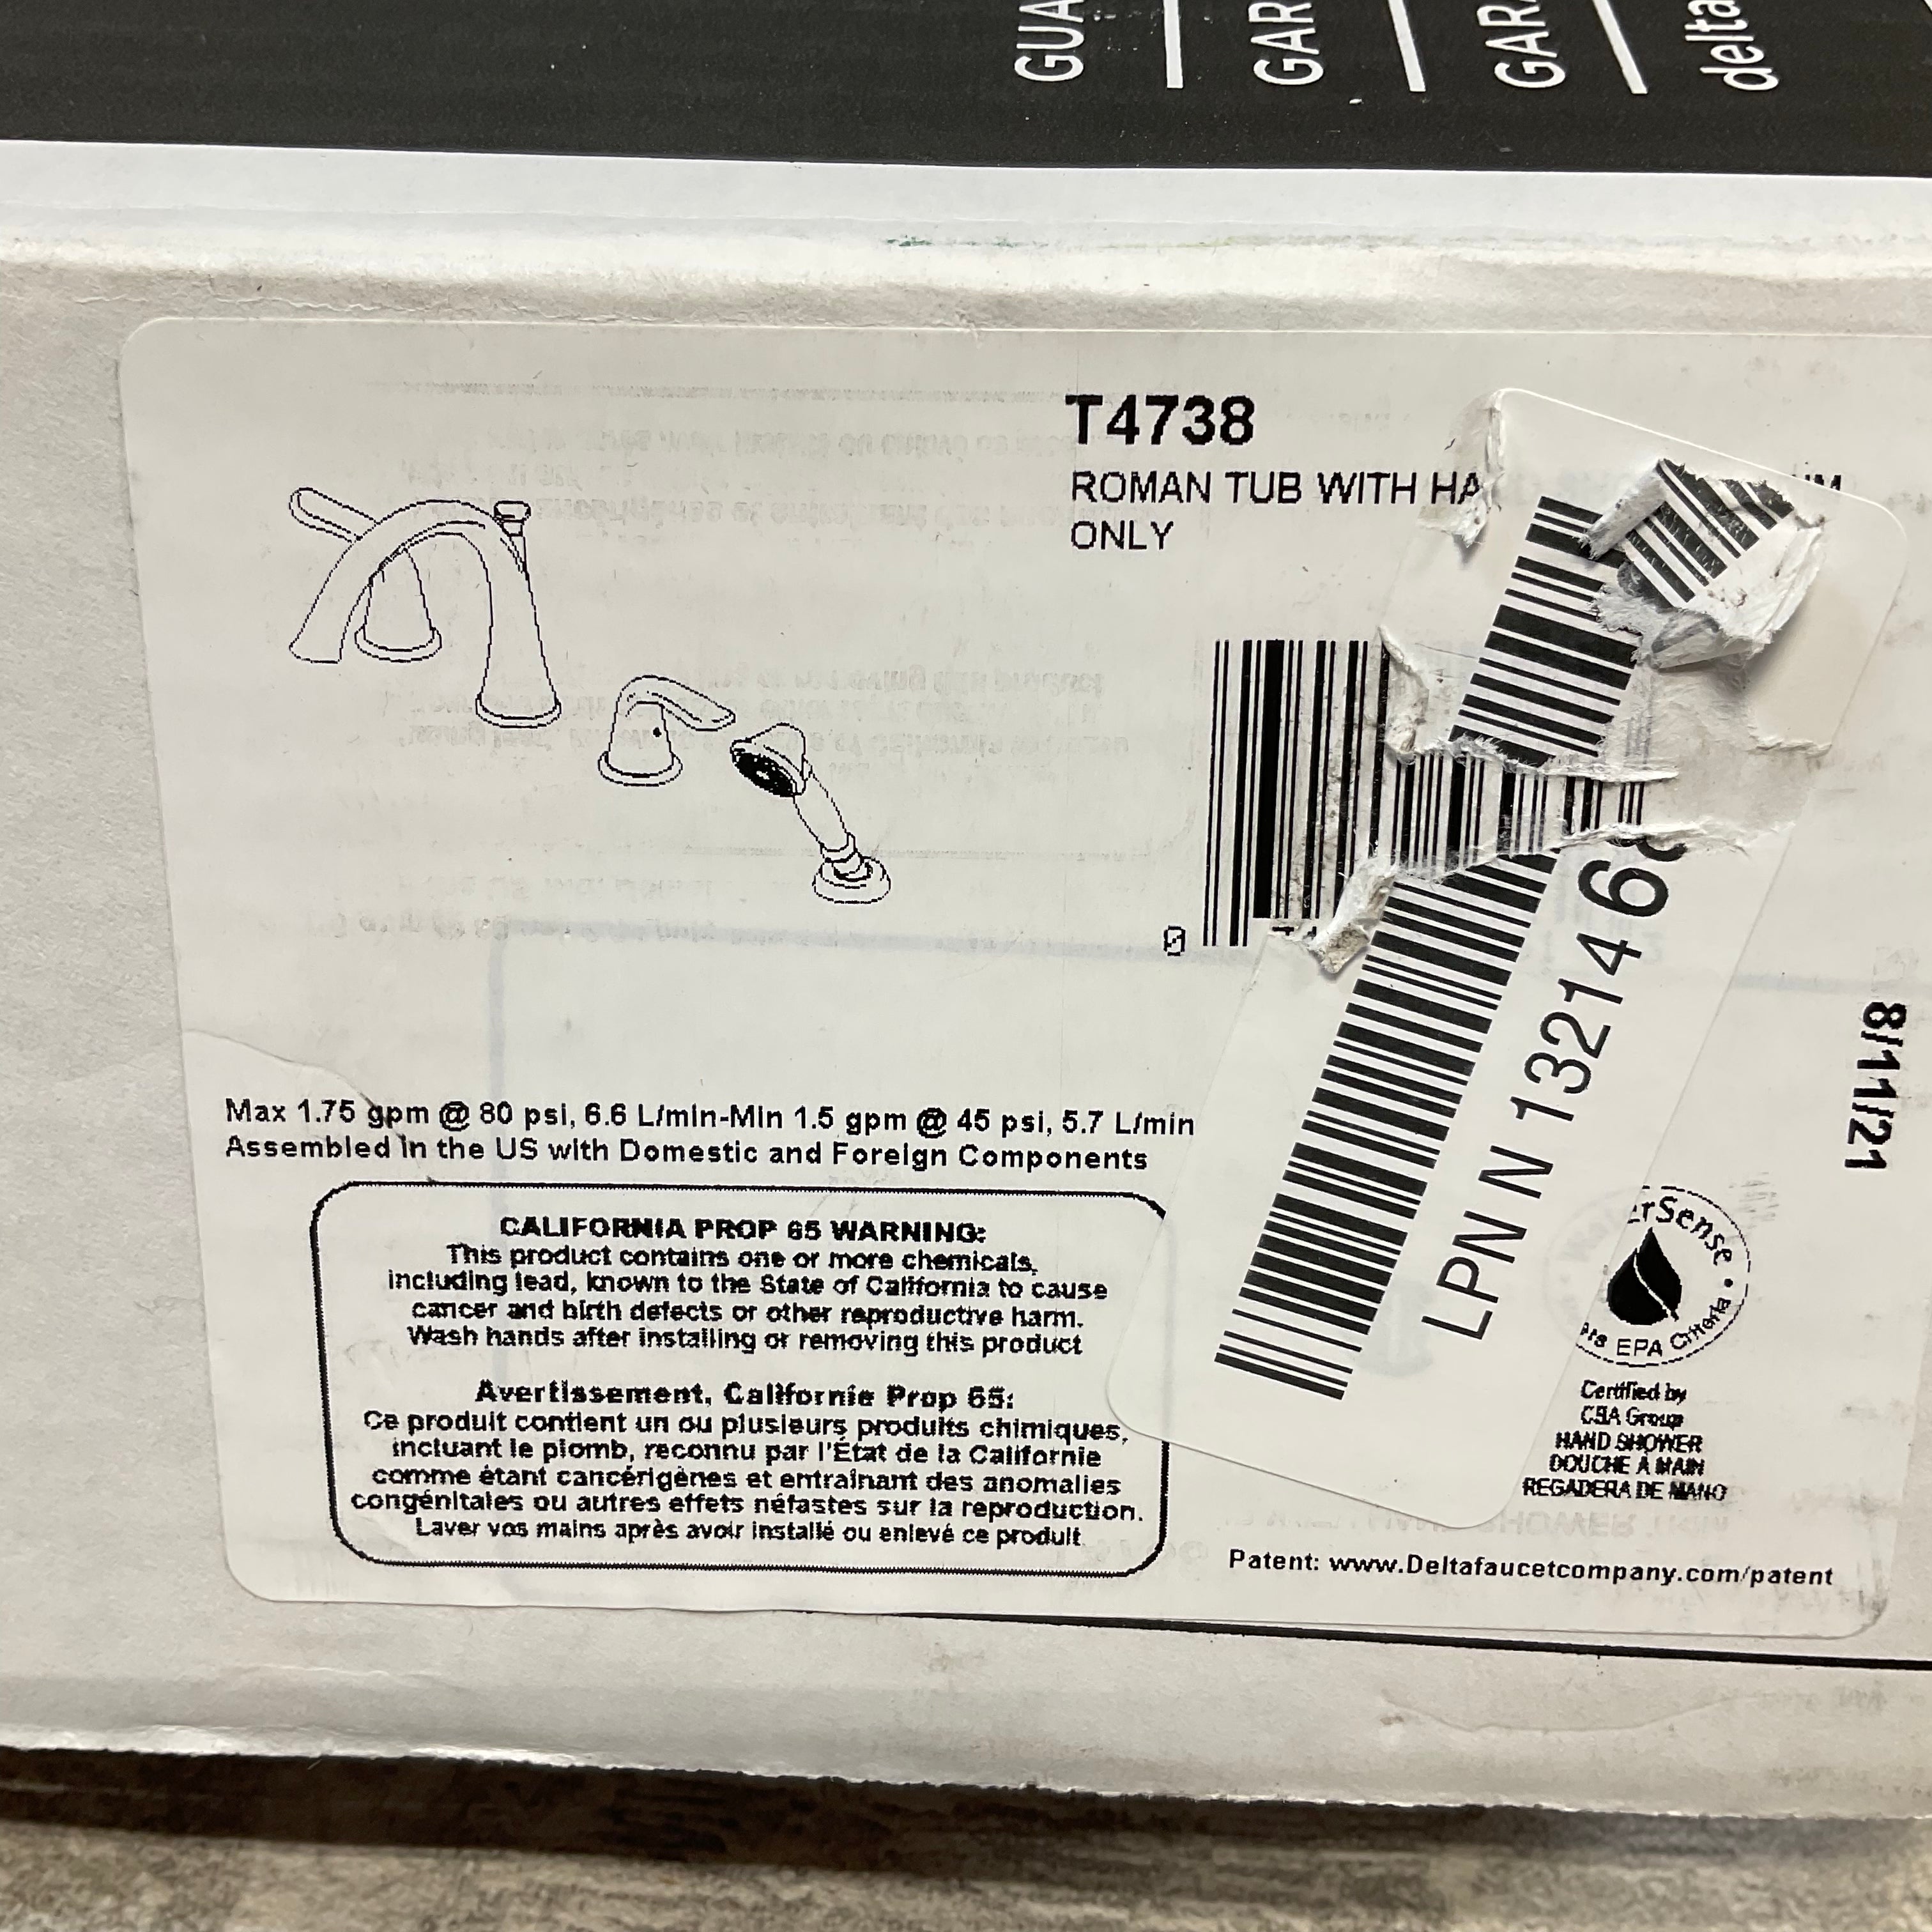 GUA
GAR
GAR
delta
T4738
ROMAN TUB WITH HA
ONLY
0
LPN N 13214 6
8/11/21
Max 1.75 gpm @ 80 psi, 6.6 L/min-Min 1.5 gpm @ 45 psi, 5.7 L/min
Assembled in the US with Domestic and Foreign Components
CALIFORNIA PROP 65 WARNING:
This product contains one or more chemicals,
including lead, known to the State of California to cause
cancer and birth defects or other reproductive harm.
Wash hands after installing or removing this product
Avertissement, Californie Prop 65:
Ce produit contient un ou plusieurs produits chimiques,
incluant le plomb, reconnu par l'État de la Californie
comme étant cancérigènes et entraînant des anomalies
congénitales ou autres effets néfastes sur la reproduction.
Laver vos mains après avoir installé ou enlevé ce produit
erSense
EPA Criteria
Certified by
CSA Group
HAND SHOWER
DOUCHE À MAIN
REGADERA DE MANO
Patent: www.Deltafaucetcompany.com/patent